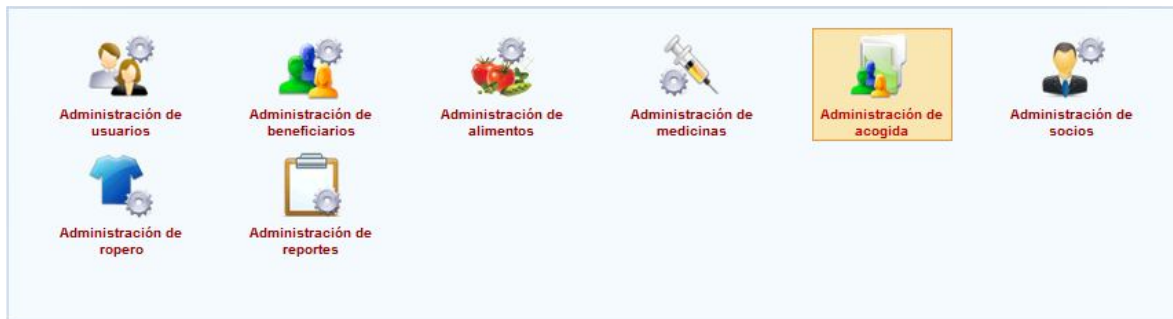 Administración de
usuarios
Administración de
beneficiarios
Administración de
alimentos
Administración de
medicinas
Administración de
acogida
Administración de
socios
Administración de
ropero
Administración de
reportes